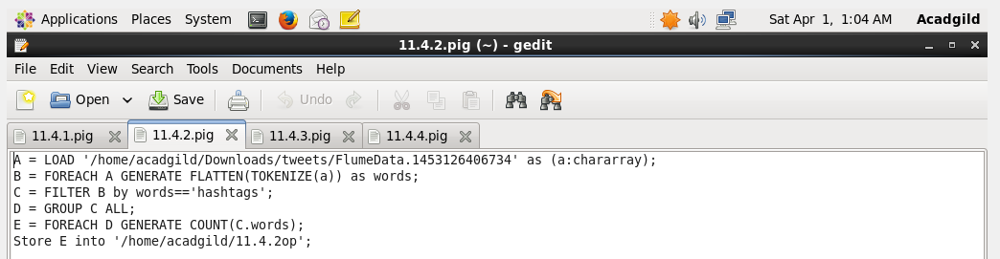 Applications Places System Sat Apr 1, 1:04 AM Acadgild
11.4.2.pig (~) - gedit
File Edit View Search Tools Documents Help
Open Save Undo
11.4.1.pig 11.4.2.pig 11.4.3.pig 11.4.4.pig
A = LOAD '/home/acadgild/Downloads/tweets/FlumeData.1453126406734' as (a:chararray);
B = FOREACH A GENERATE FLATTEN(TOKENIZE(a)) as words;
C = FILTER B by words=='hashtags';
D = GROUP C ALL;
E = FOREACH D GENERATE COUNT(C.words);
Store E into '/home/acadgild/11.4.2op';